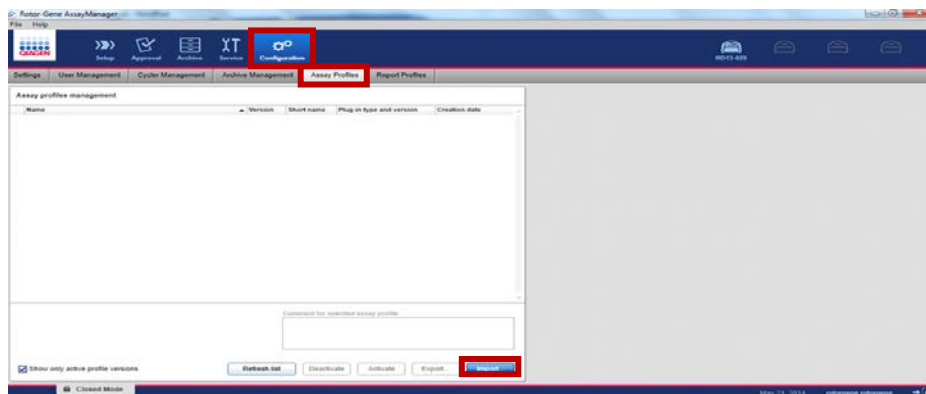 Rotor-Gene AssayManager
File Help
QIAGEN
Setup Approval Archive Service Configuration
RD13-499
Settings User Management Cycler Management Archive Management Assay Profiles Report Profiles
Assay profiles management
Name Version Short name Plug-in type and version Creation date
Comment for selected assay profile
Show only active profile versions Refresh list Deactivate Activate Export Import
Closed Mode